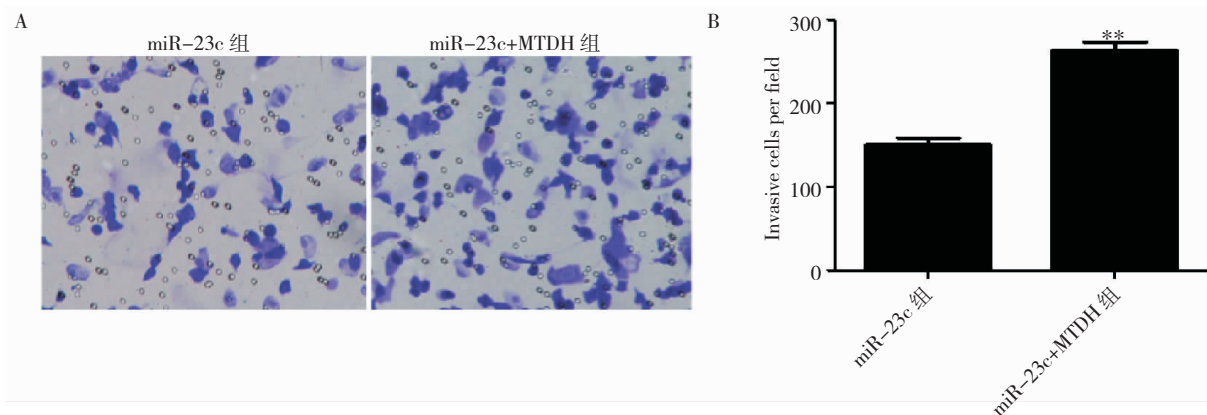 A
miR-23c 组
miR-23c+MTDH 组
B
Invasive cells per field
300
200
100
0
**
miR-23c 组
miR-23c+MTDH 组